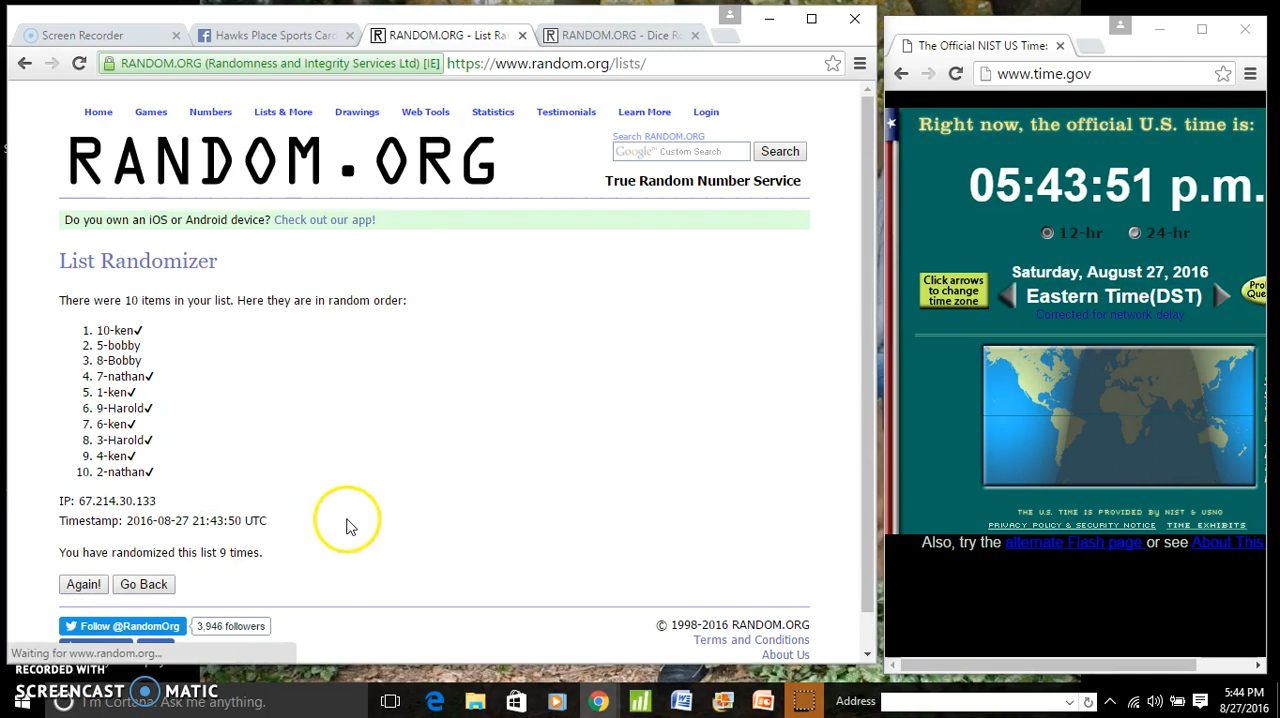 Screen Recorder
Hawks Place Sports Card
RANDOM.ORG - List Ra
RANDOM.ORG - Dice Ro
RANDOM.ORG (Randomness and Integrity Services Ltd) [IE]
https://www.random.org/lists/
Home Games Numbers Lists & More Drawings Web Tools Statistics Testimonials Learn More Login
RANDOM.ORG
Search RANDOM.ORG
Google™ Custom Search
Search
True Random Number Service
Do you own an iOS or Android device? Check out our app!
List Randomizer
There were 10 items in your list. Here they are in random order:
1. 10-ken✔
2. 5-bobby
3. 8-Bobby
4. 7-nathan✔
5. 1-ken✔
6. 9-Harold✔
7. 6-ken✔
8. 3-Harold✔
9. 4-ken✔
10. 2-nathan✔
IP: 67.214.30.133
Timestamp: 2016-08-27 21:43:50 UTC
You have randomized this list 9 times.
Again! Go Back
Follow @RandomOrg 3,946 followers
© 1998-2016 RANDOM.ORG
Terms and Conditions
About Us
Waiting for www.random.org...
The Official NIST US Time:
www.time.gov
Right now, the official U.S. time is:
05:43:51 p.m.
12-hr 24-hr
Click arrows
to change
time zone
Saturday, August 27, 2016
Eastern Time(DST)
Corrected for network delay
Pro
Que
THE U.S. TIME IS PROVIDED BY NIST & USNO
PRIVACY POLICY & SECURITY NOTICE TIME EXHIBITS
Also, try the alternate Flash page or see About This
RECORDED WITH
SCREENCAST MATIC
I'm Cortana. Ask me anything.
Address
5:44 PM
8/27/2016